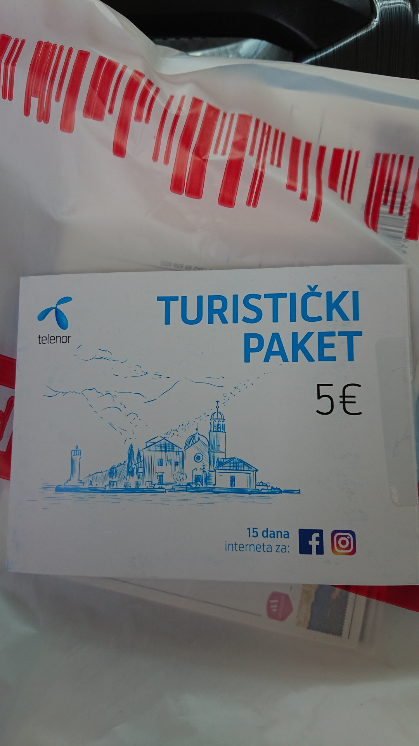 telenor
TURISTIČKI
PAKET
5€
15 dana
interneta za: